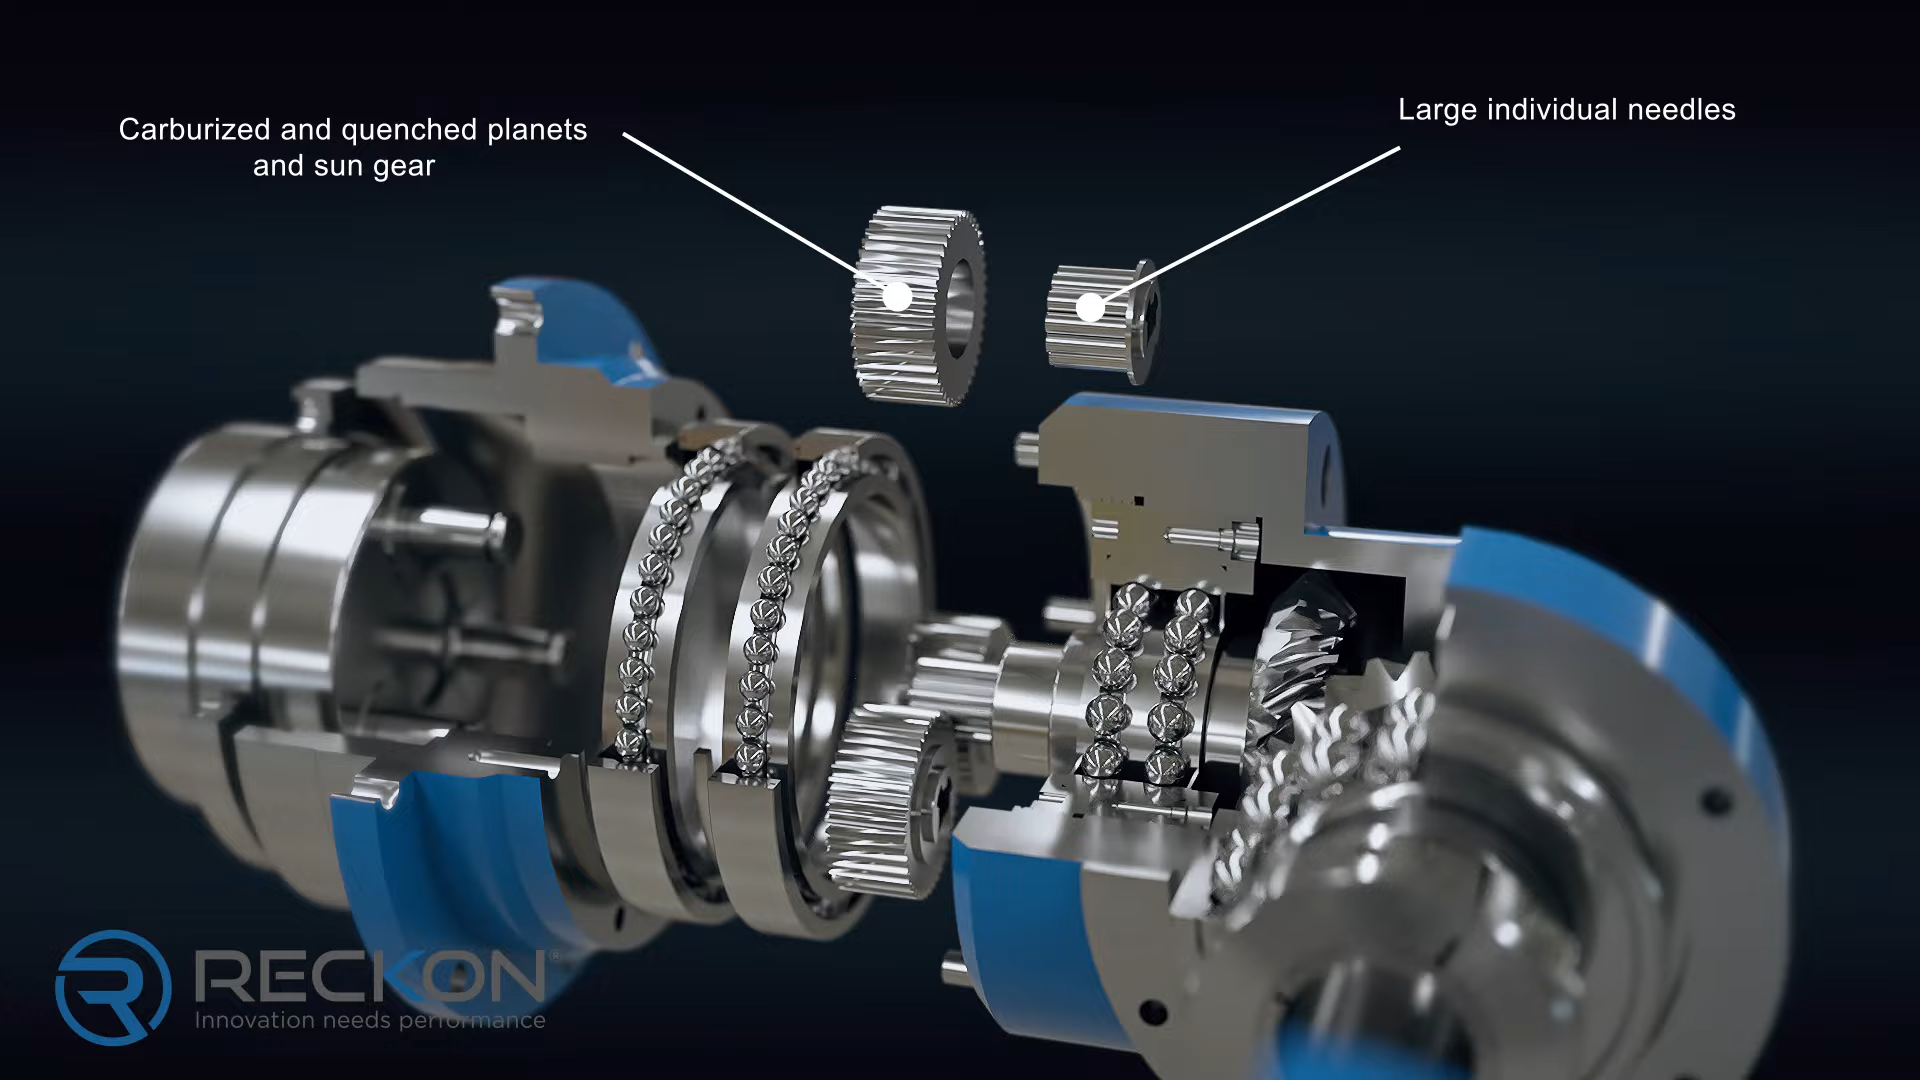 Carburized and quenched planets
and sun gear
Large individual needles
RECKON®
Innovation needs performance